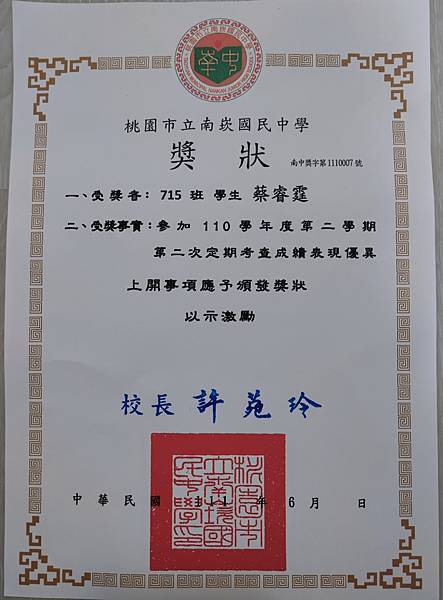 桃園市立南崁國民中學
獎狀
南中獎字第1110007號
一、受獎者：715 班 學生 蔡睿霆
二、受獎事實：參加 110 學年度第二學期
第二次定期考查成績表現優異
上開事項應予頒發獎狀
以示激勵
校長 許苑玲
中華民國 111 年 6 月 日